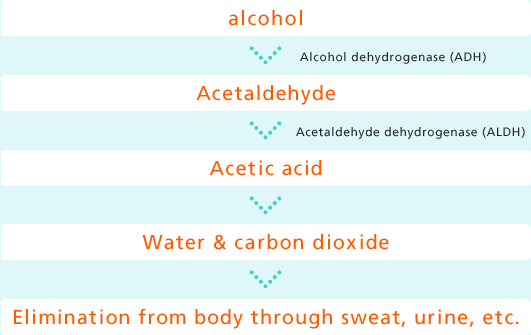 alcohol
Alcohol dehydrogenase (ADH)
Acetaldehyde
Acetaldehyde dehydrogenase (ALDH)
Acetic acid
Water & carbon dioxide
Elimination from body through sweat, urine, etc.